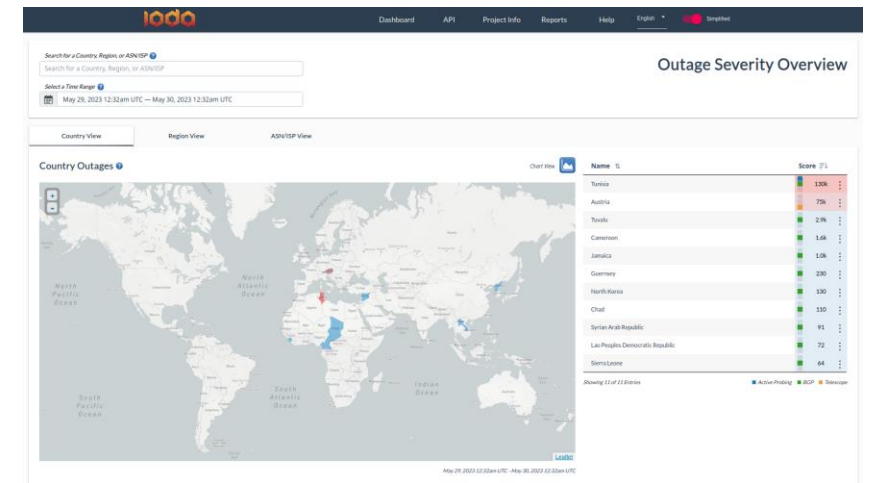 ioda
Dashboard API Project Info Reports Help English Simplified
Search for a Country, Region, or ASN/ISP
Search for a Country, Region, or ASN/ISP
Outage Severity Overview
Select a Time Range
May 29, 2023 12:32am UTC — May 30, 2023 12:32am UTC
Country View Region View ASN/ISP View
Country Outages
Chart View
Name Score
Tunisia 130k
Austria 75k
Tuvalu 2.9k
Cameroon 1.6k
Jamaica 1.0k
Guernsey 230
North Korea 130
Chad 110
Syrian Arab Republic 91
Lao Peoples Democratic Republic 72
Sierra Leone 64
Showing 11 of 11 Entries
Active Probing BGP Telescope
+
-
North Pacific Ocean
North Atlantic Ocean
South Pacific Ocean
South Atlantic Ocean
Indian Ocean
Leaflet
May 29, 2023 12:32am UTC - May 30, 2023 12:32am UTC